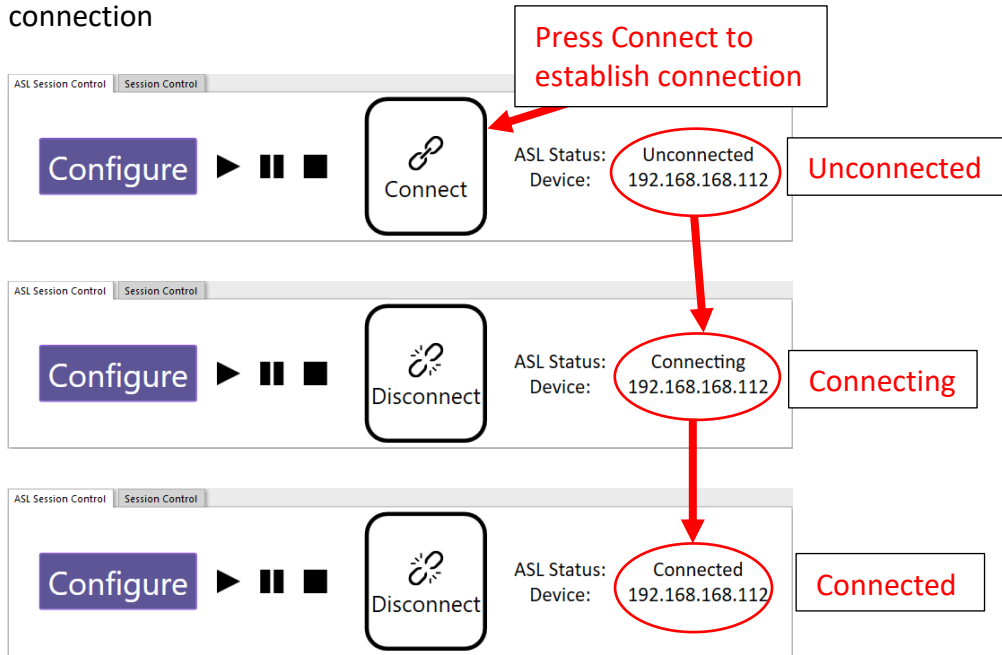 connection
Press Connect to
establish connection
ASL Session Control Session Control
Configure
Connect
ASL Status: Unconnected
Device: 192.168.168.112
Unconnected
ASL Session Control Session Control
Configure
Disconnect
ASL Status: Connecting
Device: 192.168.168.112
Connecting
ASL Session Control Session Control
Configure
Disconnect
ASL Status: Connected
Device: 192.168.168.112
Connected